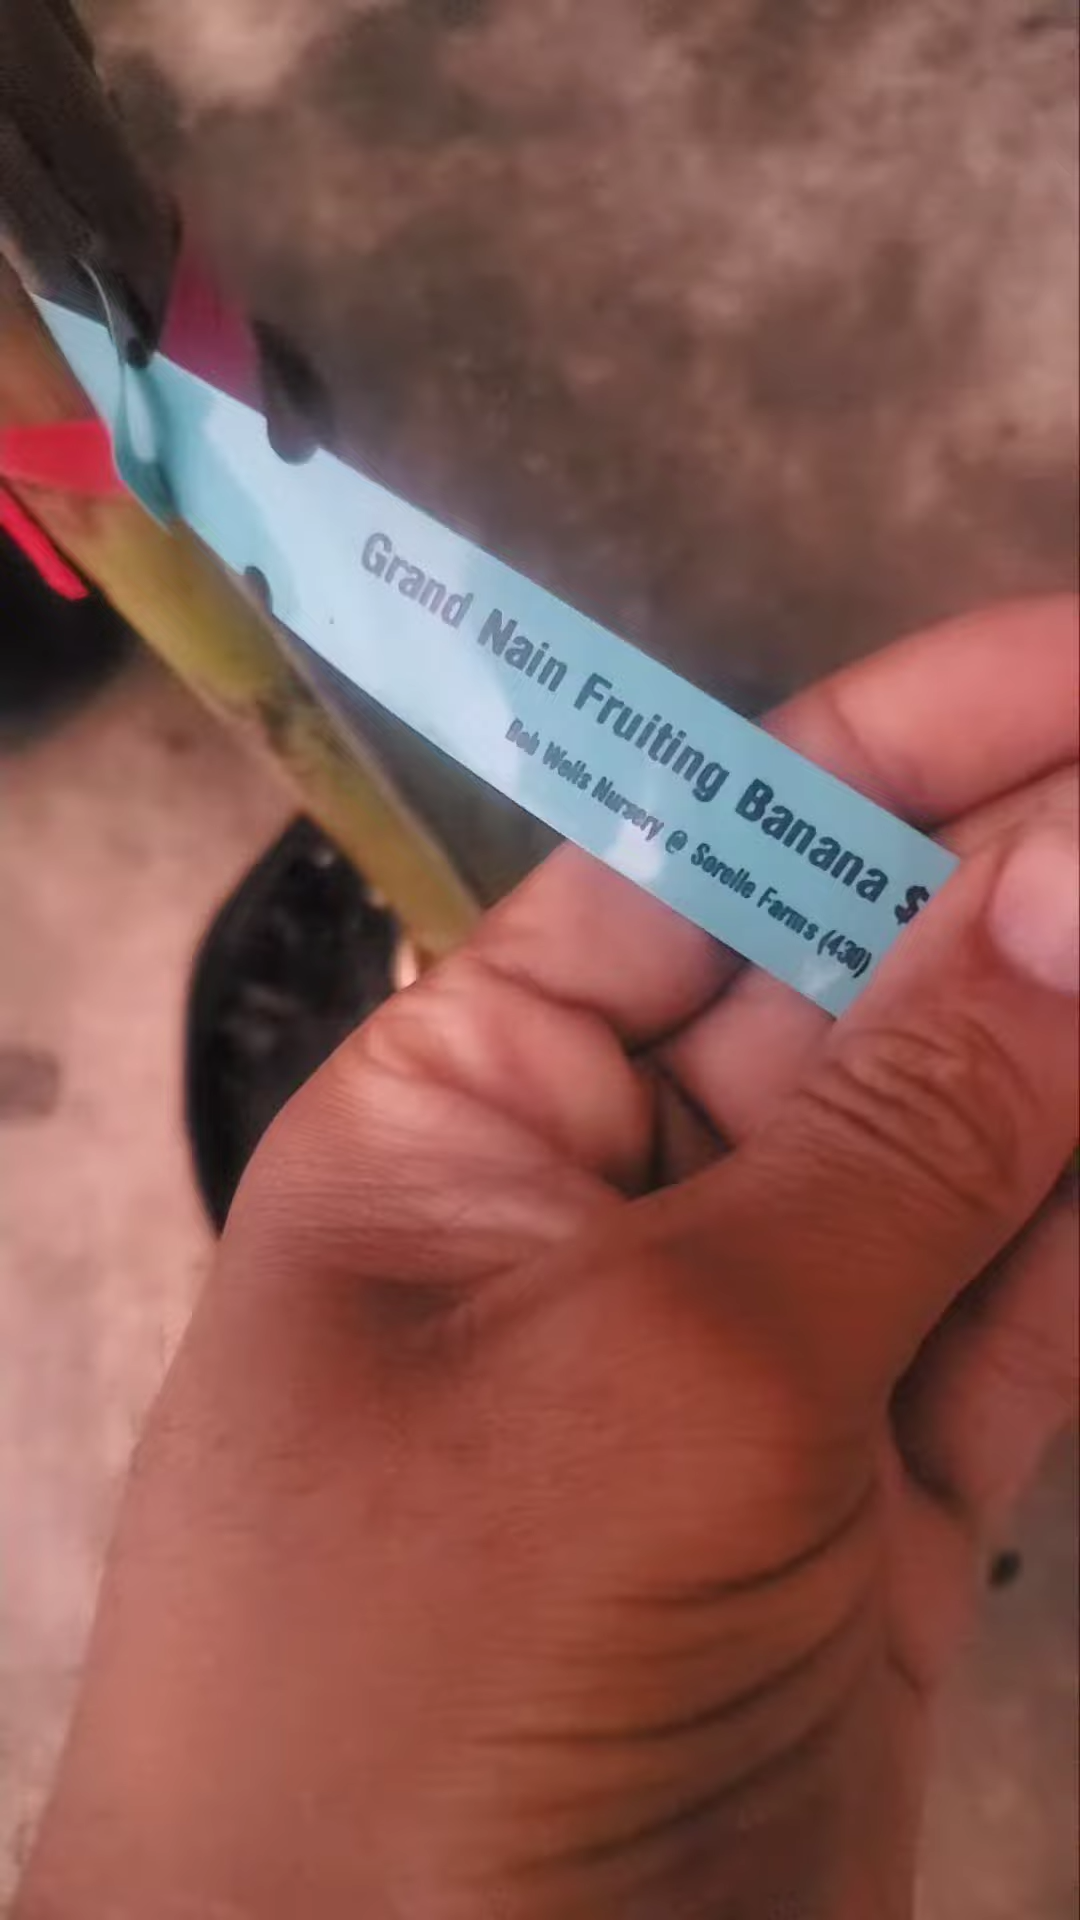 Grand Nain Fruiting Banana $
Bob Wells Nursery @ Sorelle Farms (430)